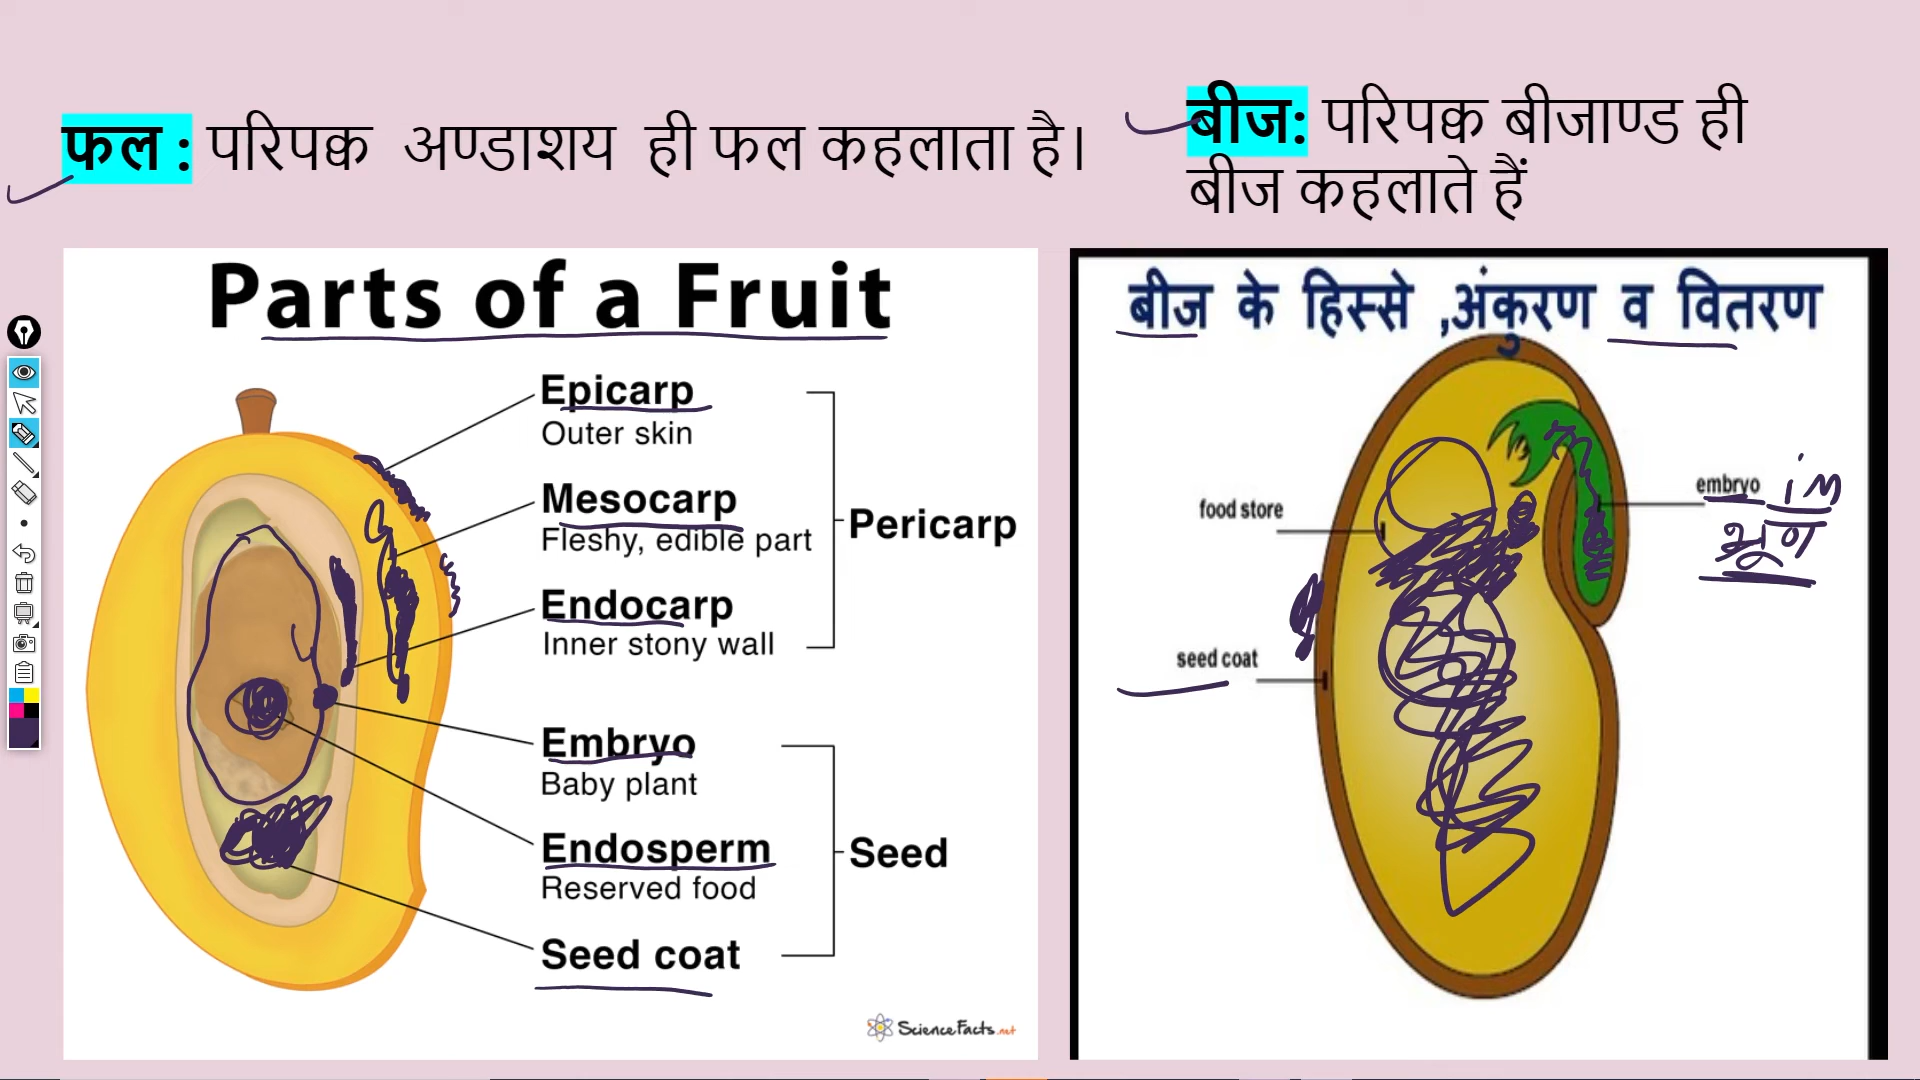 फल : परिपक्व अण्डाशय ही फल कहलाता है।
बीज: परिपक्व बीजाण्ड ही
बीज कहलाते हैं
Parts of a Fruit
Epicarp
Outer skin
Mesocarp
Fleshy, edible part
Endocarp
Inner stony wall
Pericarp
Embryo
Baby plant
Endosperm
Reserved food
Seed coat
Seed
ScienceFacts.net
बीज के हिस्से ,अंकुरण व वितरण
food store
embryo
भ्रूण
seed coat